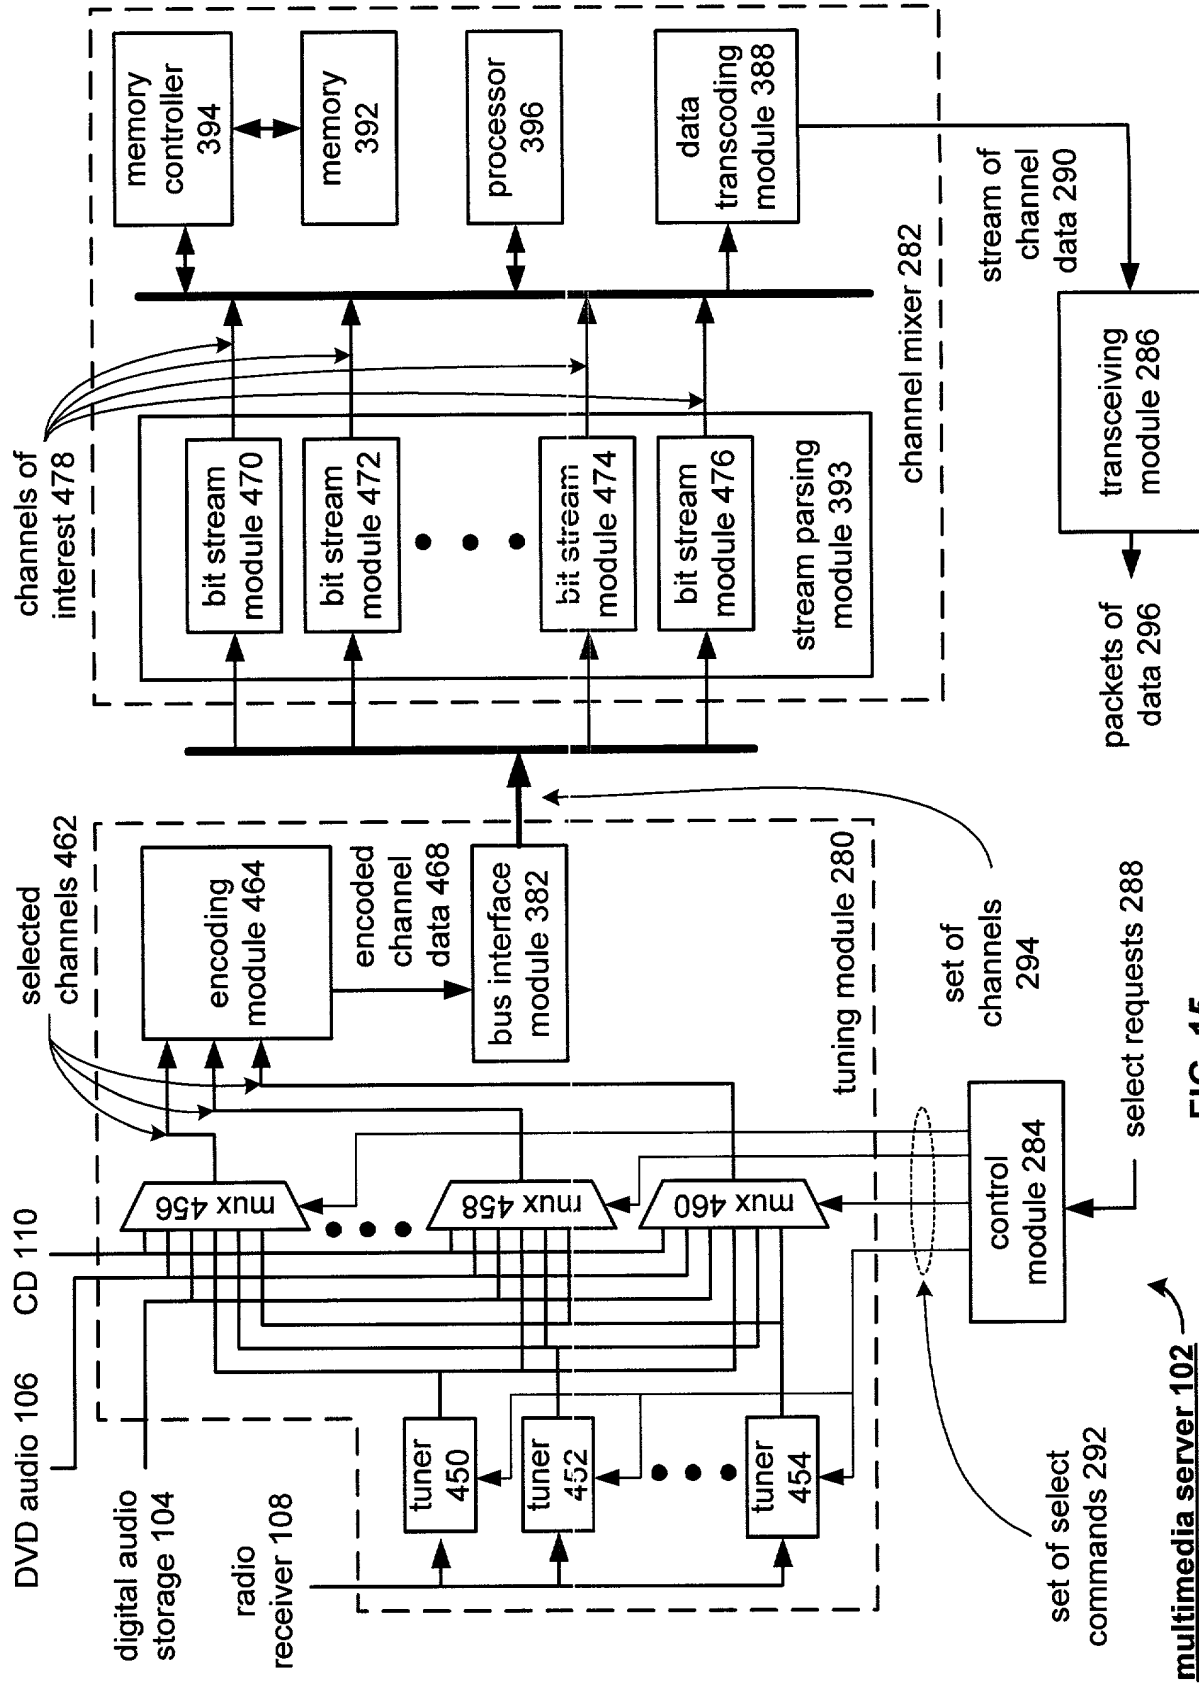 DVD audio 106
CD 110
digital audio
storage 104
radio
receiver 108
selected
channels 462
channels of
interest 478
tuner
450
tuner
452
tuner
454
mux 456
mux 458
mux 460
encoding
module 464
encoded
channel
data 468
bus interface
module 382
tuning module 280
bit stream
module 470
bit stream
module 472
bit stream
module 474
bit stream
module 476
stream parsing
module 393
memory
controller
394
memory
392
processor
396
data
transcoding
module 388
channel mixer 282
set of select
commands 292
control
module 284
select requests 288
set of
channels
294
stream of
channel
data 290
transceiving
module 286
packets of
data 296
multimedia server 102